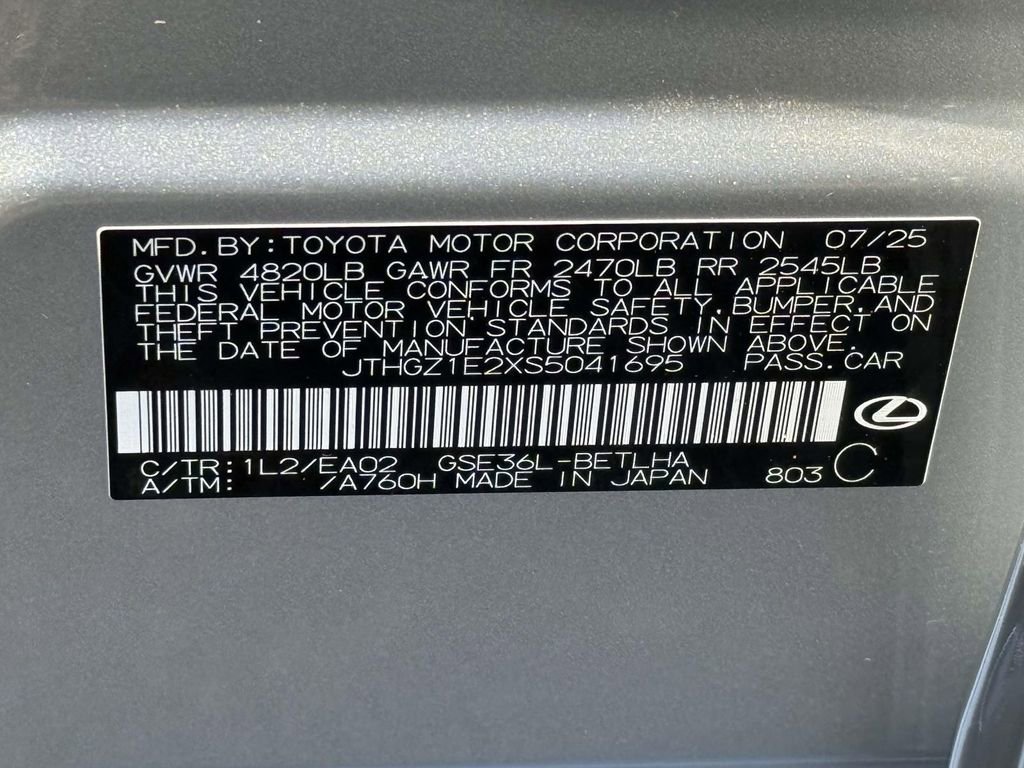 MFD.BY:TOYOTA MOTOR CORPORATION 07/25
GVWR 4820LB GAWR FR 2470LB RR 2545LB
THIS VEHICLE CONFORMS TO ALL APPLICABLE
FEDERAL MOTOR VEHICLE SAFETY,BUMPER,AND
THEFT PREVENTION STANDARDS IN EFFECT ON
THE DATE OF MANUFACTURE SHOWN ABOVE.
JTHGZ1E2XS5041695 PASS.CAR
C/TR:1L2/EA02 GSE36L-BETLHA
A/TM: /A760H MADE IN JAPAN 803 C